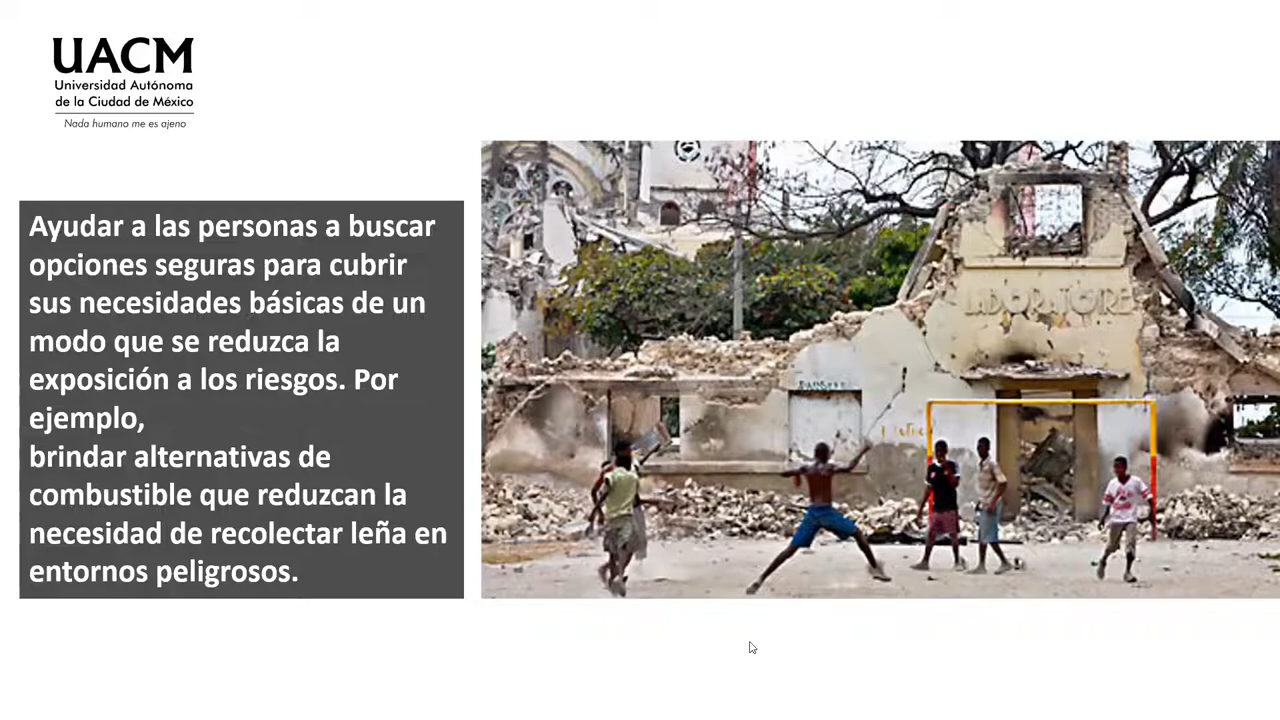 UACM
Universidad Autónoma
de la Ciudad de México
Nada humano me es ajeno
Ayudar a las personas a buscar
opciones seguras para cubrir
sus necesidades básicas de un
modo que se reduzca la
exposición a los riesgos. Por
ejemplo,
brindar alternativas de
combustible que reduzcan la
necesidad de recolectar leña en
entornos peligrosos.